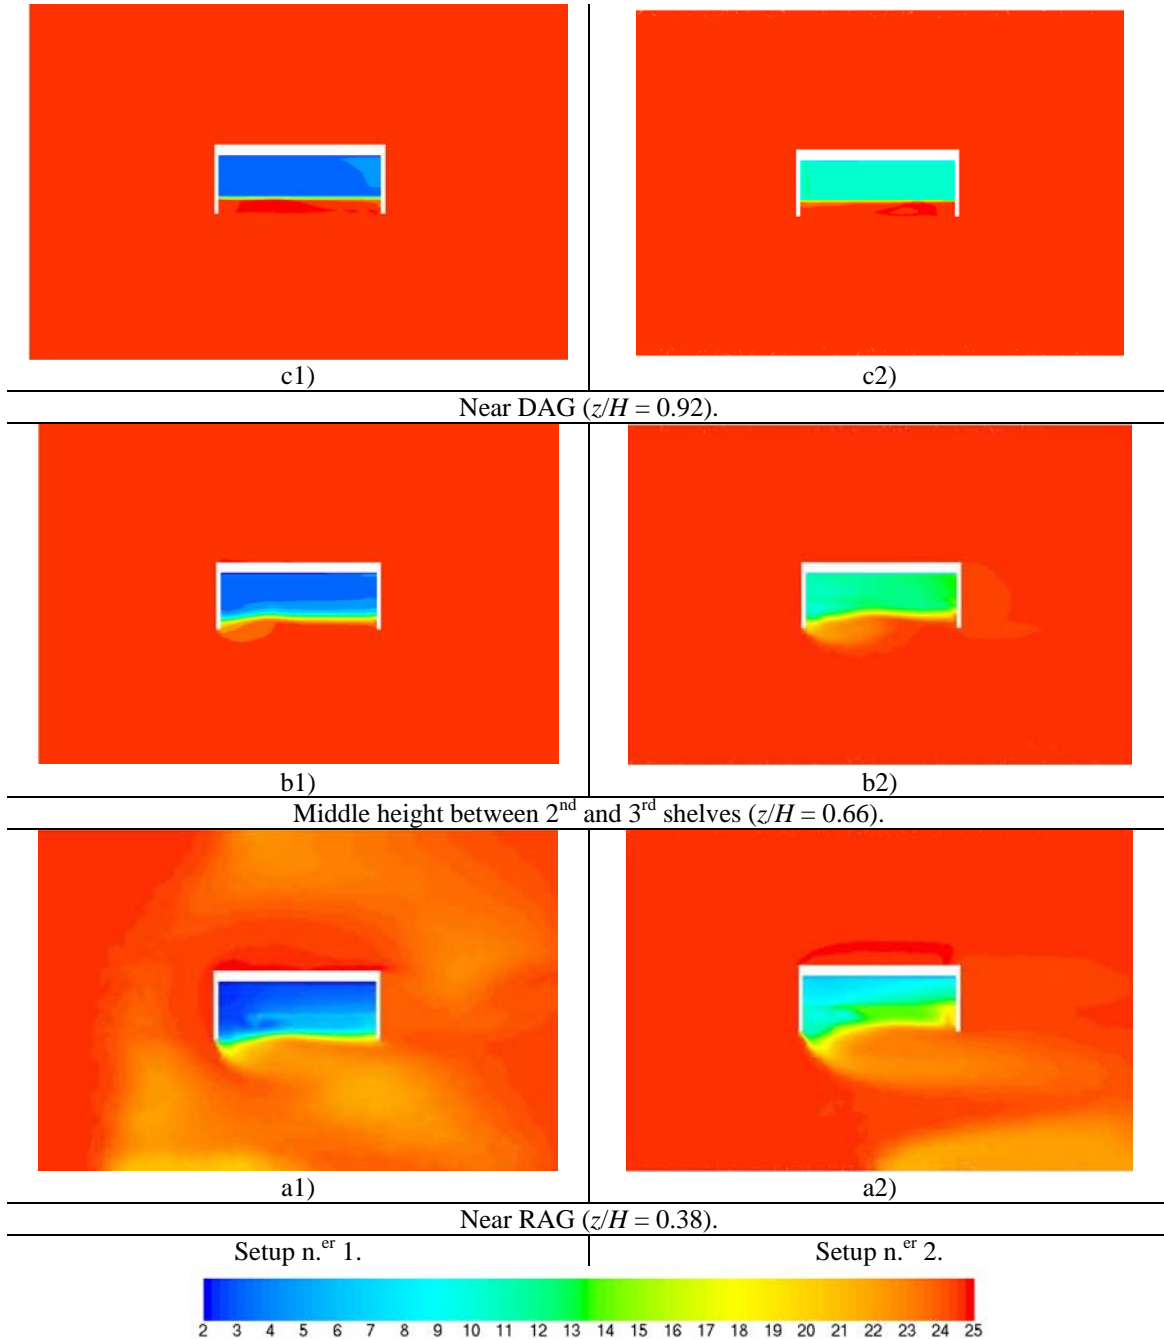 c1) c2)
Near DAG (z/H = 0.92).
b1) b2)
Middle height between 2nd and 3rd shelves (z/H = 0.66).
a1) a2)
Near RAG (z/H = 0.38).
Setup n.er 1. Setup n.er 2.
2 3 4 5 6 7 8 9 10 11 12 13 14 15 16 17 18 19 20 21 22 23 24 25